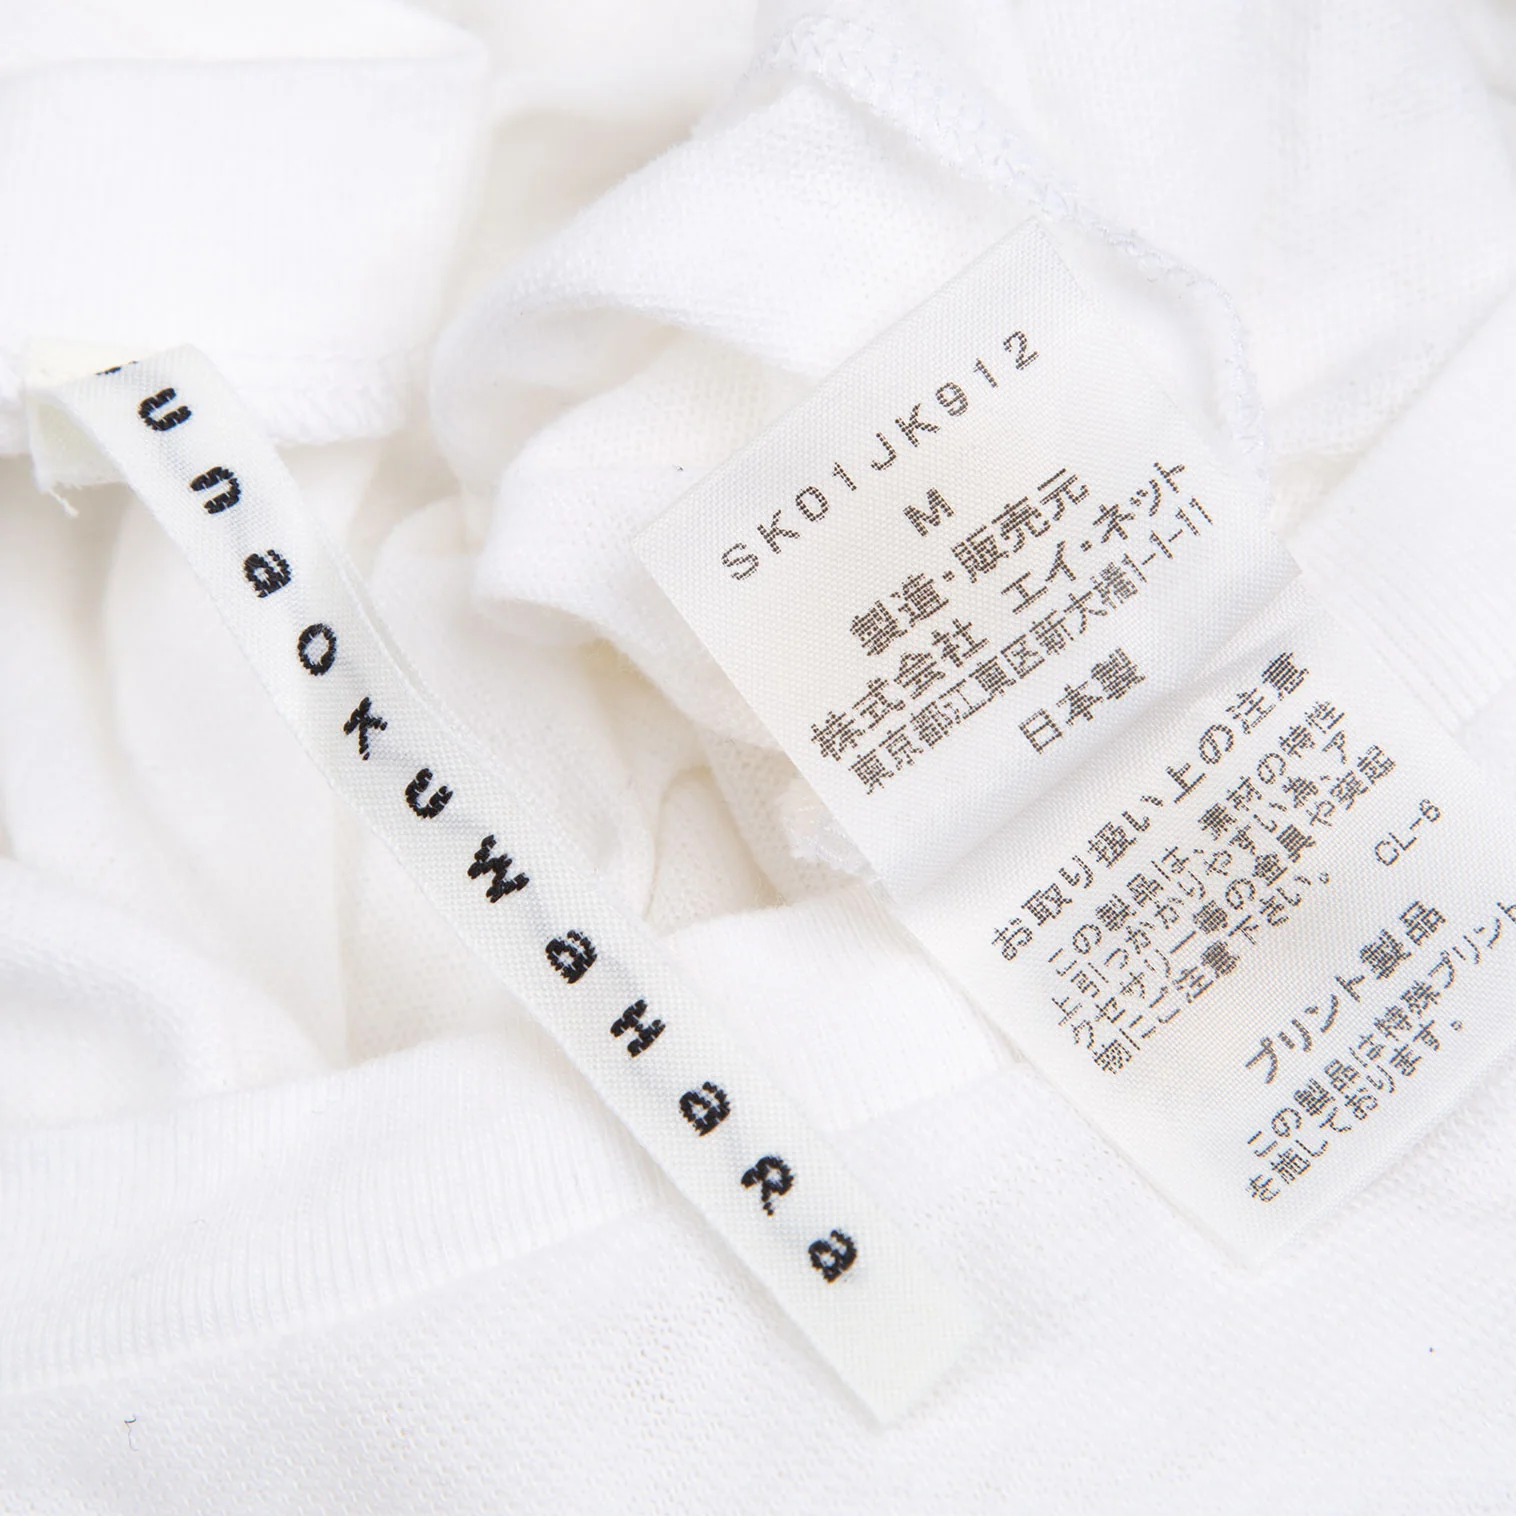 unaoKUWaHaRa
SK01JK912
M
製造・販売元
株式会社 エイ・ネット
東京都江東区新大橋1-1-11
日本製
お取り扱い上の注意
この製品は、素材の特性
上引っかかりやすい為、ア
クセサリー等の金具や突起
物にご注意下さい。
CL-6
プリント製品
この製品は特殊プリント
を施しております。